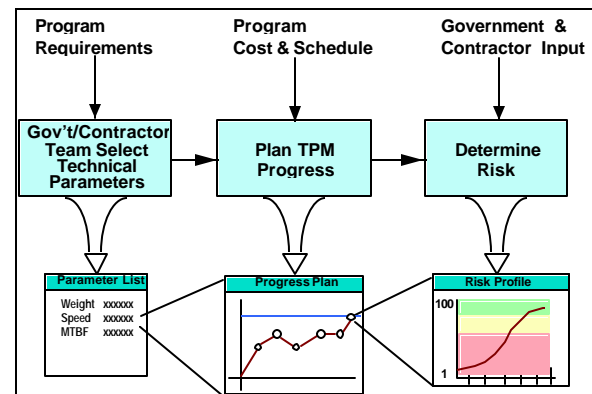 Program
Requirements
Program
Cost & Schedule
Government &
Contractor Input
Gov't/Contractor
Team Select
Technical
Parameters
Plan TPM
Progress
Determine
Risk
Parameter List
Weight xxxxxx
Speed xxxxxx
MTBF xxxxxx
Progress Plan
Risk Profile
100
1